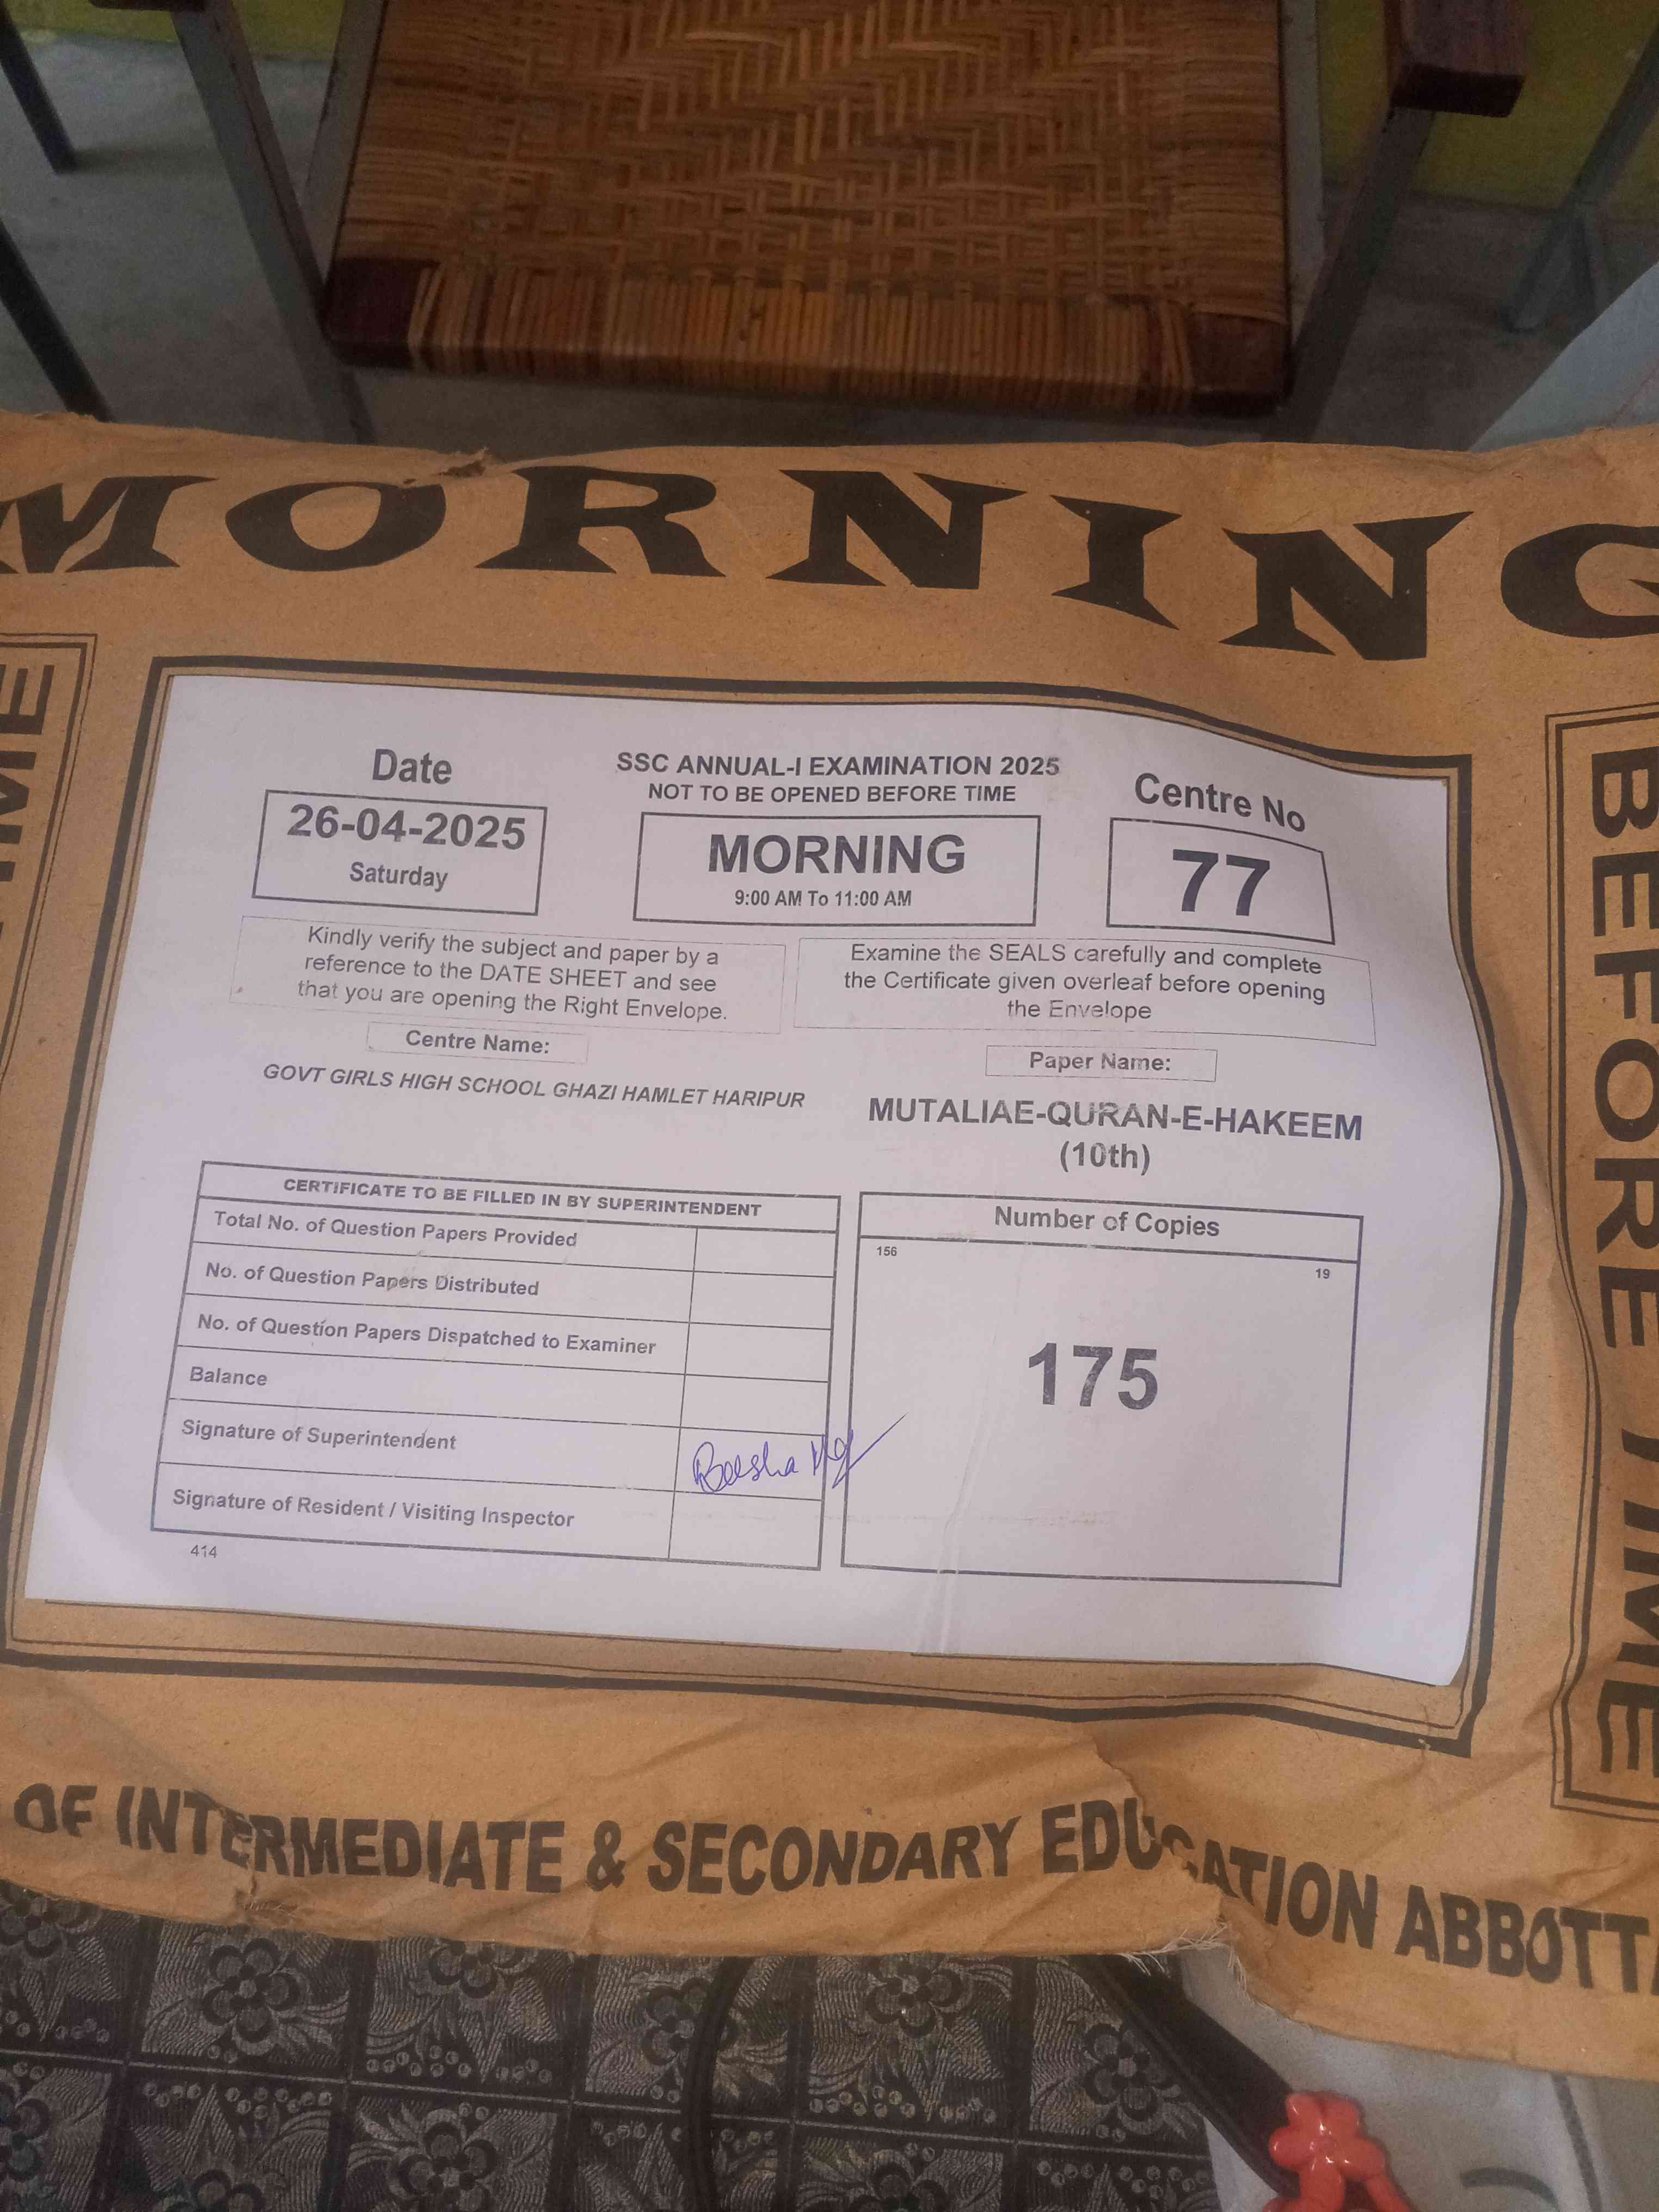 MORNING
Date
26-04-2025
Saturday
SSC ANNUAL-I EXAMINATION 2025
NOT TO BE OPENED BEFORE TIME
MORNING
9:00 AM To 11:00 AM
Centre No
77
Kindly verify the subject and paper by a
reference to the DATE SHEET and see
that you are opening the Right Envelope.
Examine the SEALS carefully and complete
the Certificate given overleaf before opening
the Envelope
Centre Name:
GOVT GIRLS HIGH SCHOOL GHAZI HAMLET HARIPUR
Paper Name:
MUTALIAE-QURAN-E-HAKEEM
(10th)
CERTIFICATE TO BE FILLED IN BY SUPERINTENDENT
Total No. of Question Papers Provided
No. of Question Papers Distributed
No. of Question Papers Dispatched to Examiner
Balance
Signature of Superintendent
Signature of Resident / Visiting Inspector
414
Number of Copies
156
19
175
BEFORE TIME
OF INTERMEDIATE & SECONDARY EDUCATION ABBOTT